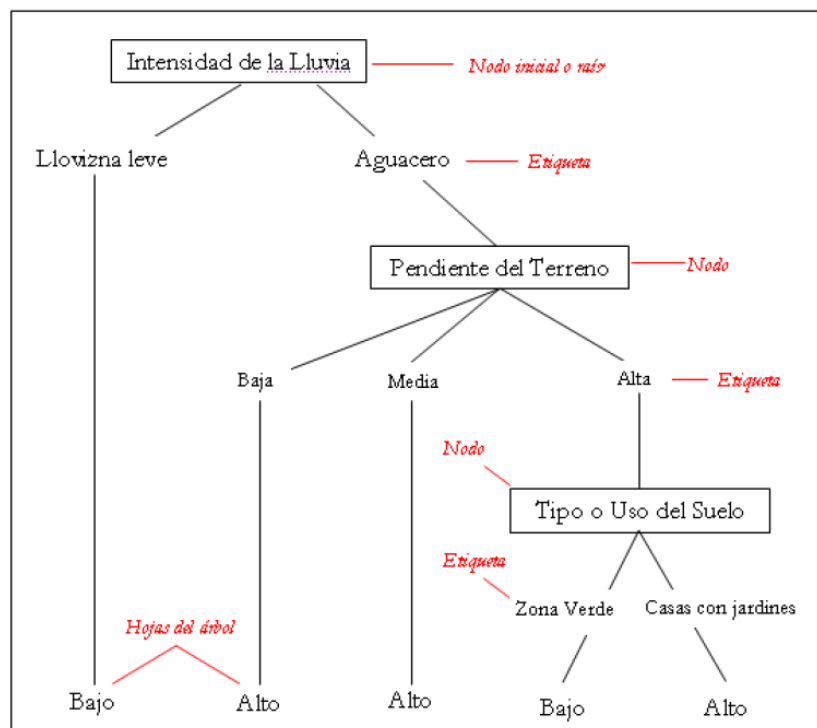 Intensidad de la Lluvia
Nodo inicial o raíz
Llovizna leve
Aguacero
Etiqueta
Pendiente del Terreno
Nodo
Baja
Media
Alta
Etiqueta
Nodo
Tipo o Uso del Suelo
Etiqueta
Zona Verde
Casas con jardines
Hojas del árbol
Bajo
Alto
Alto
Bajo
Alto